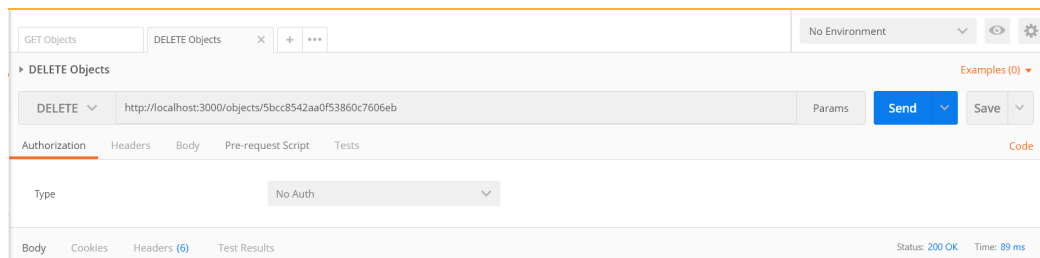 GET Objects DELETE Objects × + ••• No Environment
DELETE Objects Examples (0)
DELETE http://localhost:3000/objects/5bcc8542aa0f53860c7606eb Params Send Save
Authorization Headers Body Pre-request Script Tests Code
Type No Auth
Body Cookies Headers (6) Test Results Status: 200 OK Time: 89 ms